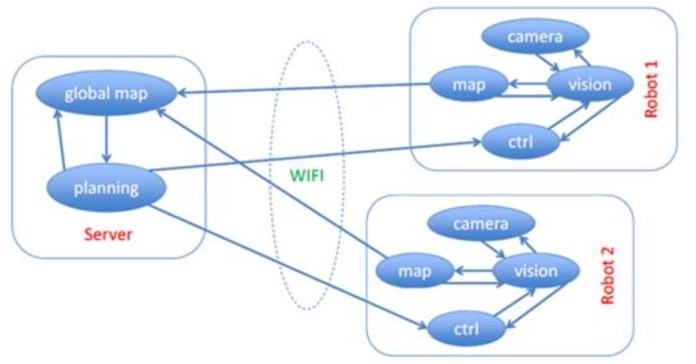 global map
planning
Server
WIFI
camera
map
vision
ctrl
Robot 1
camera
map
vision
ctrl
Robot 2